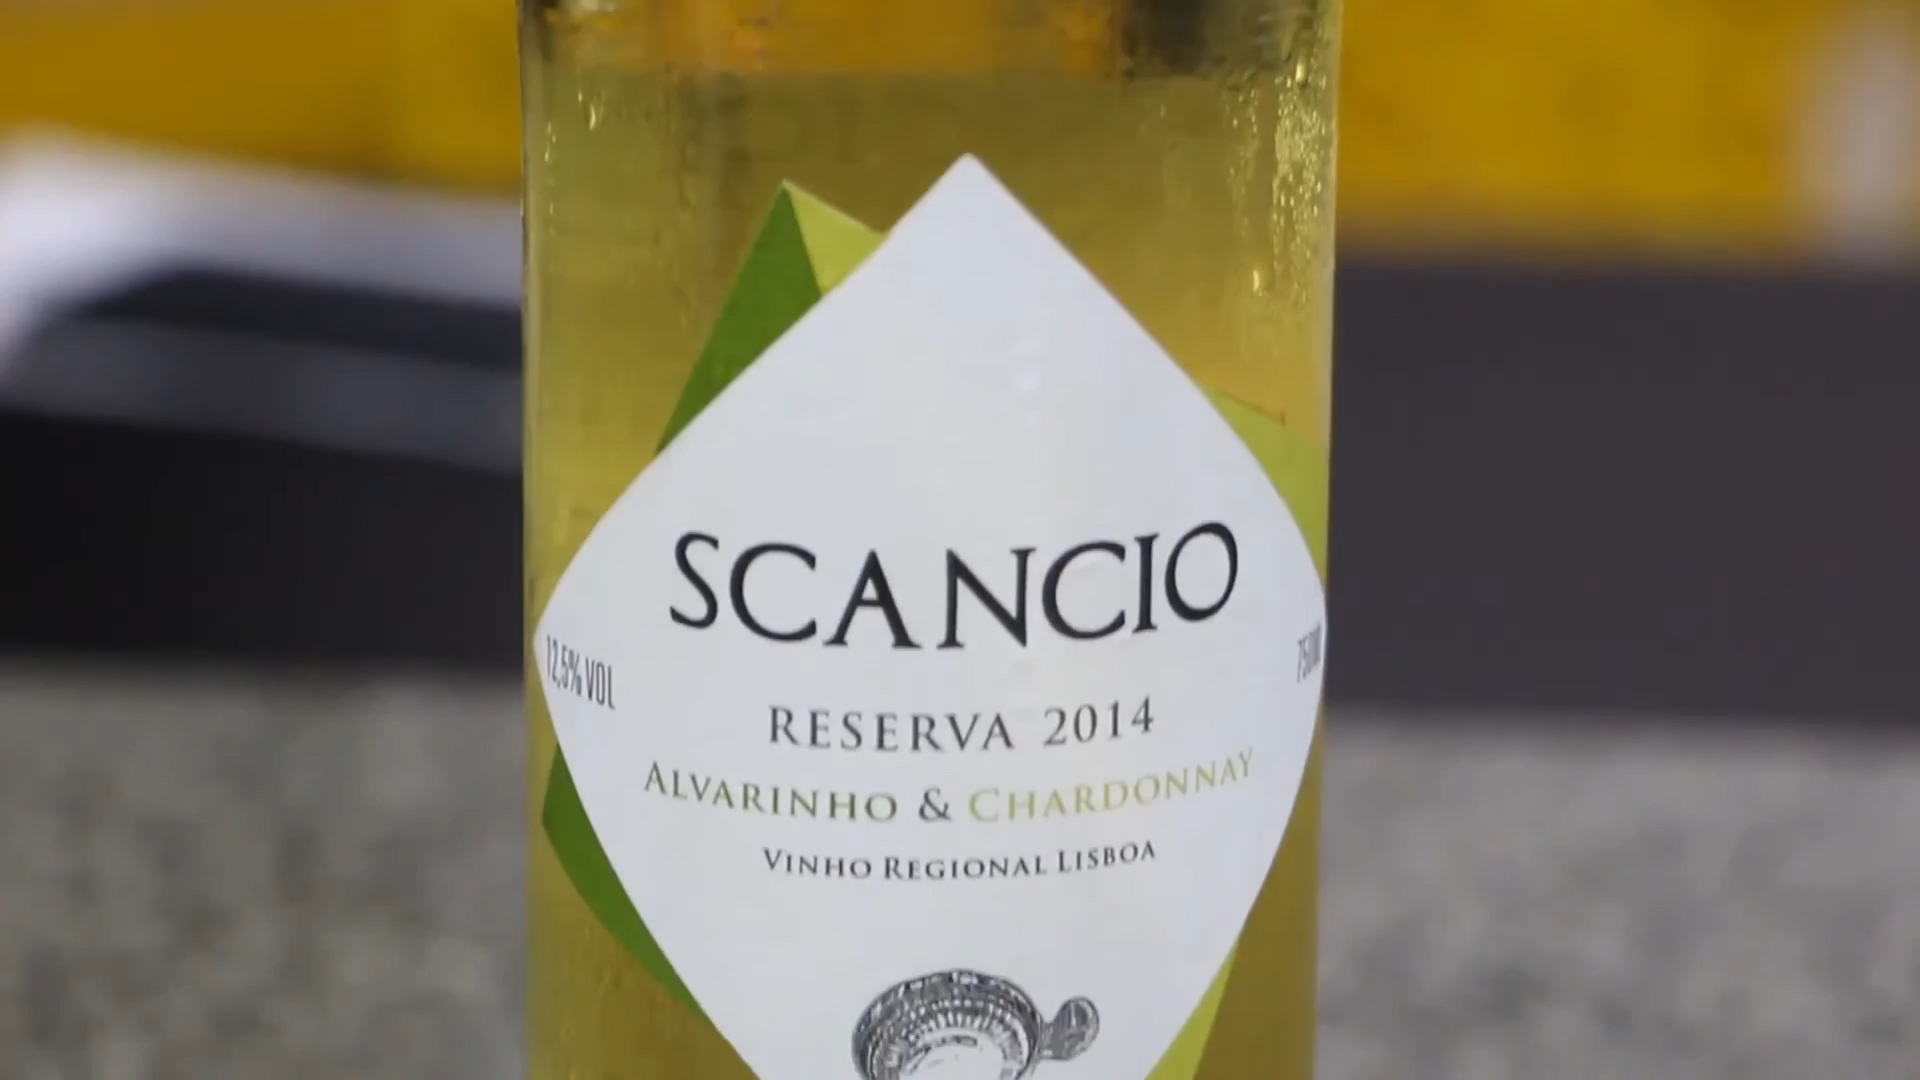 SCANCIO
12,5% VOL
RESERVA 2014
ALVARINHO & CHARDONNAY
VINHO REGIONAL LISBOA